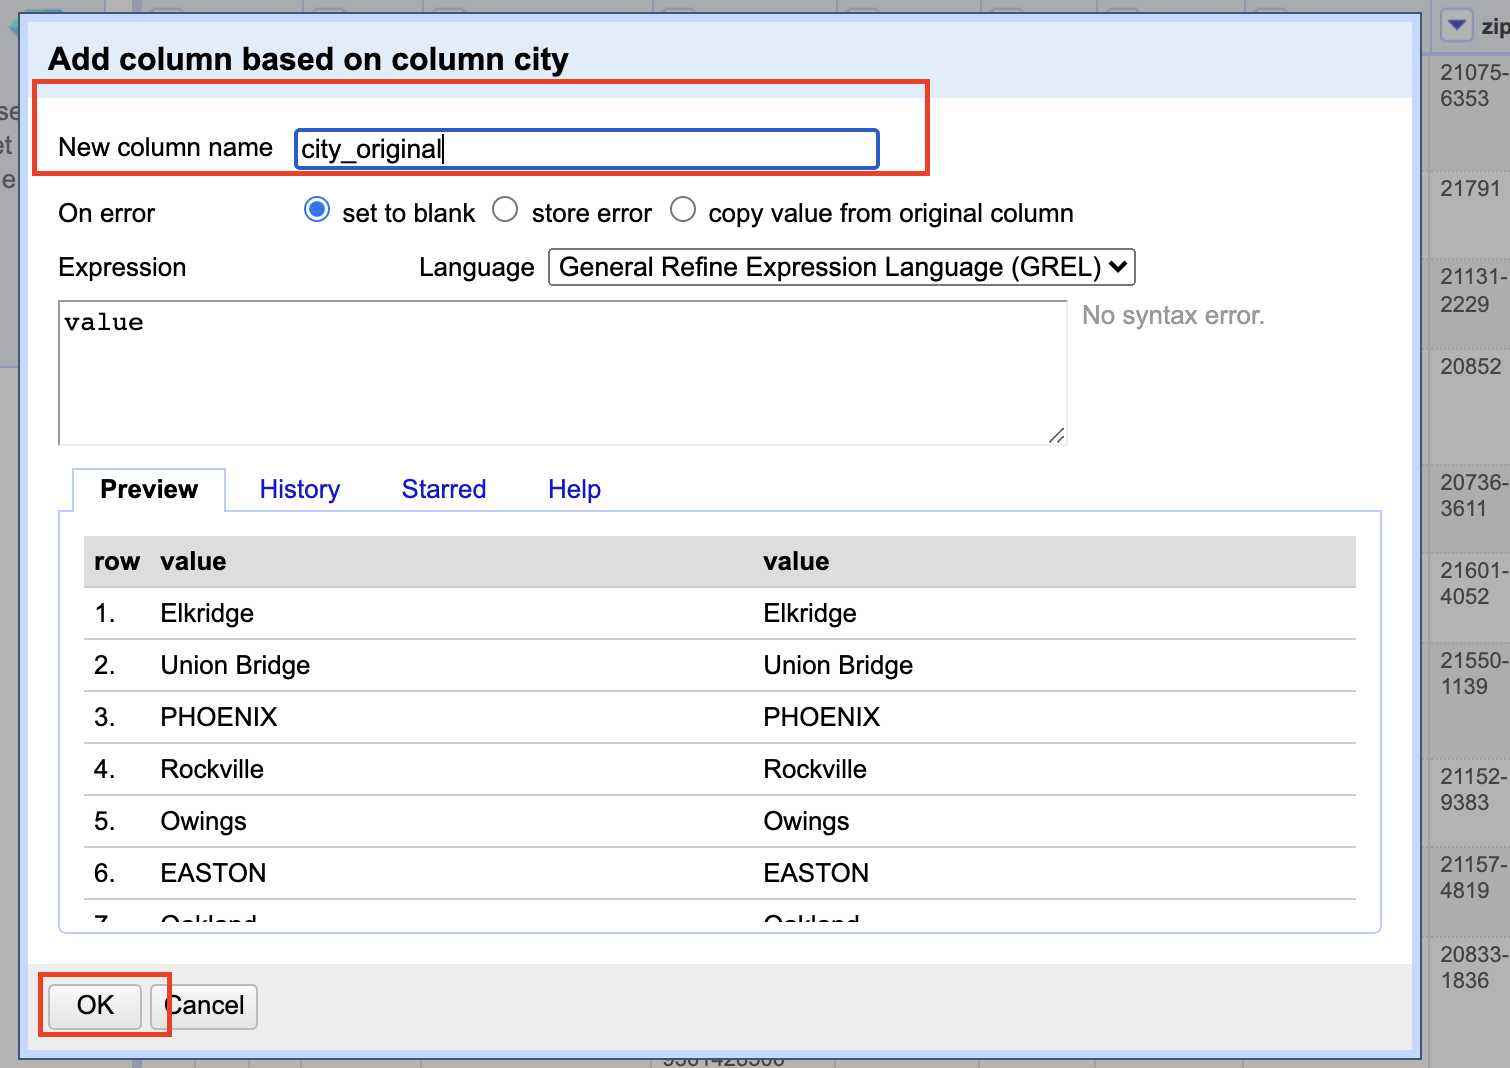 Add column based on column city
New column name city_original
On error set to blank store error copy value from original column
Expression Language General Refine Expression Language (GREL)
value
No syntax error.
Preview History Starred Help
row value value
1. Elkridge Elkridge
2. Union Bridge Union Bridge
3. PHOENIX PHOENIX
4. Rockville Rockville
5. Owings Owings
6. EASTON EASTON
7. Oakland Oakland
OK Cancel
zip
21075-
6353
21791
21131-
2229
20852
20736-
3611
21601-
4052
21550-
1139
21152-
9383
21157-
4819
20833-
1836